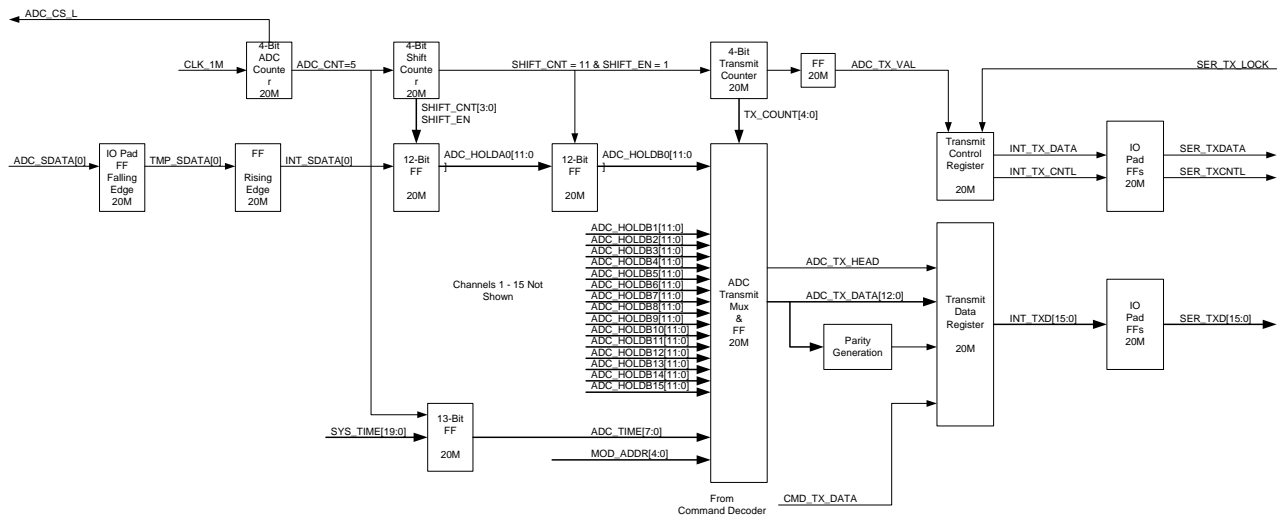 ADC_CS_L
CLK_1M
4-Bit
ADC
Counte
r
20M
ADC_CNT=5
4-Bit
Shift
Counte
r
20M
SHIFT_CNT = 11 & SHIFT_EN = 1
4-Bit
Transmit
Counter
20M
FF
20M
ADC_TX_VAL
SER_TX_LOCK
SHIFT_CNT[3:0]
SHIFT_EN
TX_COUNT[4:0]
ADC_SDATA[0]
IO Pad
FF
Falling
Edge
20M
TMP_SDATA[0]
FF
Rising
Edge
20M
INT_SDATA[0]
12-Bit
FF
20M
ADC_HOLDA0[11:0
]
12-Bit
FF
20M
ADC_HOLDB0[11:0
]
Transmit
Control
Register
20M
INT_TX_DATA
INT_TX_CNTL
IO
Pad
FFs
20M
SER_TXDATA
SER_TXCNTL
ADC_HOLDB1[11:0]
ADC_HOLDB2[11:0]
ADC_HOLDB3[11:0]
ADC_HOLDB4[11:0]
ADC_HOLDB5[11:0]
ADC_HOLDB6[11:0]
ADC_HOLDB7[11:0]
ADC_HOLDB8[11:0]
ADC_HOLDB9[11:0]
ADC_HOLDB10[11:0]
ADC_HOLDB11[11:0]
ADC_HOLDB12[11:0]
ADC_HOLDB13[11:0]
ADC_HOLDB14[11:0]
ADC_HOLDB15[11:0]
Channels 1 - 15 Not
Shown
ADC
Transmit
Mux
&
FF
20M
ADC_TX_HEAD
ADC_TX_DATA[12:0]
Parity
Generation
Transmit
Data
Register
20M
INT_TXD[15:0]
IO
Pad
FFs
20M
SER_TXD[15:0]
SYS_TIME[19:0]
13-Bit
FF
20M
ADC_TIME[7:0]
MOD_ADDR[4:0]
From
Command Decoder
CMD_TX_DATA